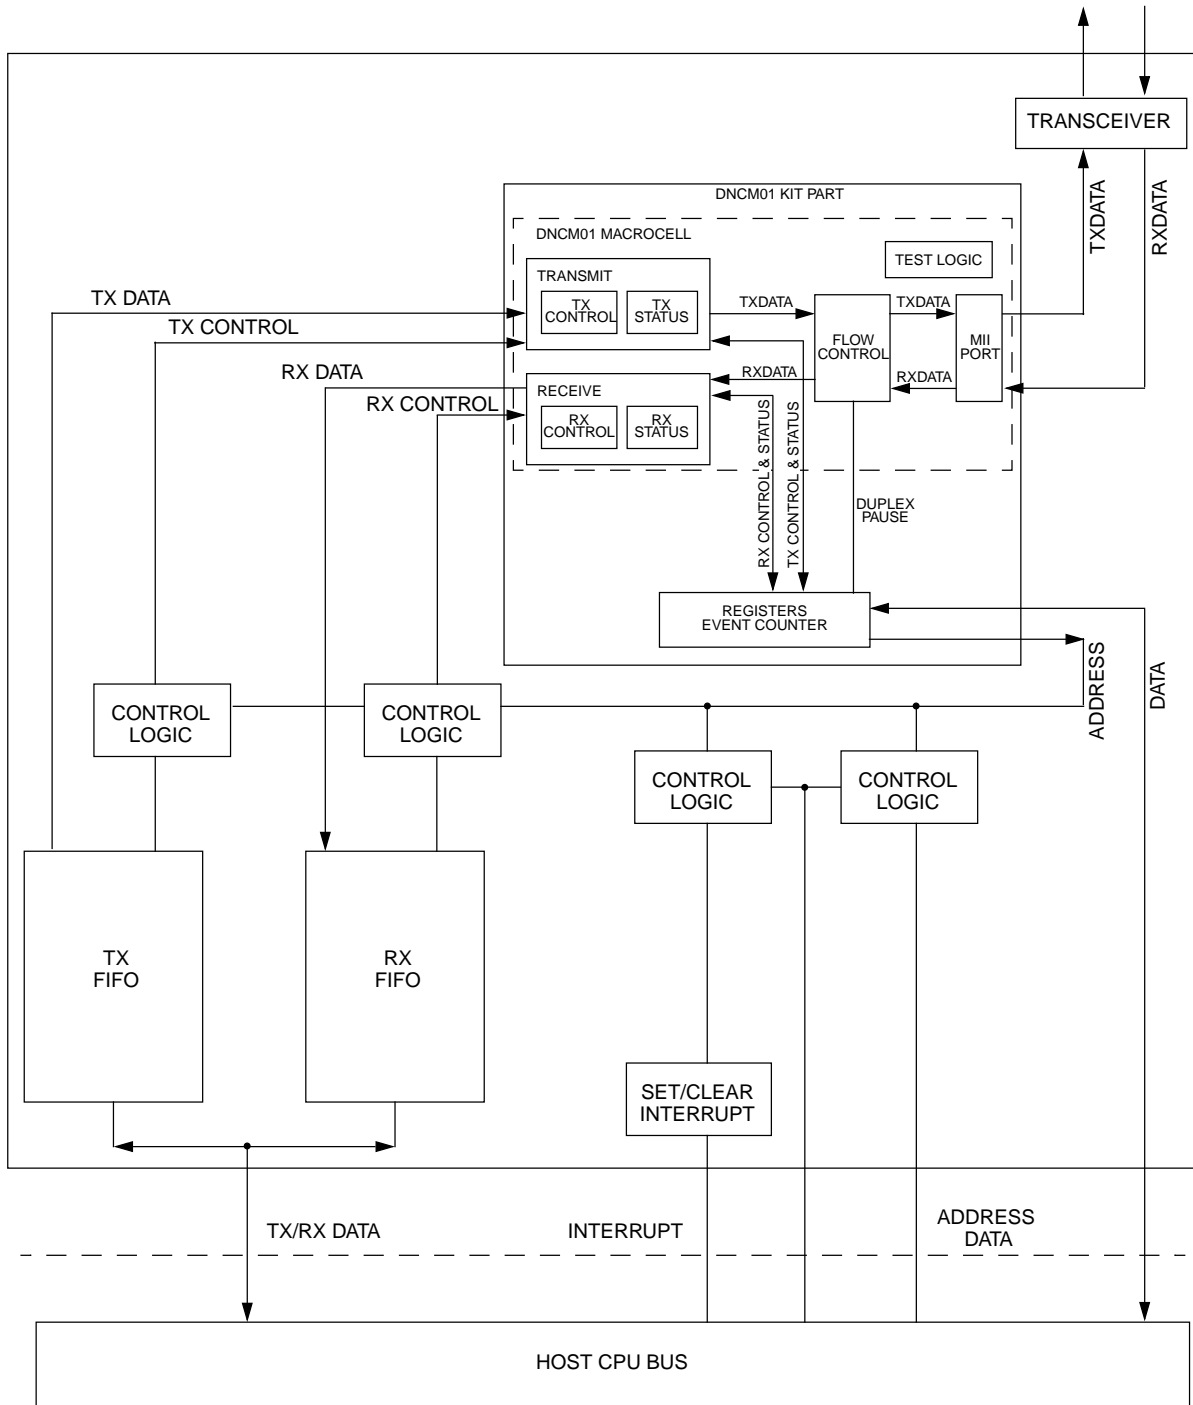 TRANSCEIVER
TXDATA
RXDATA
DNCM01 KIT PART
DNCM01 MACROCELL
TEST LOGIC
TRANSMIT
TX
CONTROL
TX
STATUS
TXDATA
FLOW
CONTROL
TXDATA
MII
PORT
RXDATA
RXDATA
RECEIVE
RX
CONTROL
RX
STATUS
TX DATA
TX CONTROL
RX DATA
RX CONTROL
RX CONTROL & STATUS
TX CONTROL & STATUS
DUPLEX
PAUSE
REGISTERS
EVENT COUNTER
ADDRESS
DATA
CONTROL
LOGIC
CONTROL
LOGIC
CONTROL
LOGIC
CONTROL
LOGIC
TX
FIFO
RX
FIFO
SET/CLEAR
INTERRUPT
TX/RX DATA
INTERRUPT
ADDRESS
DATA
HOST CPU BUS